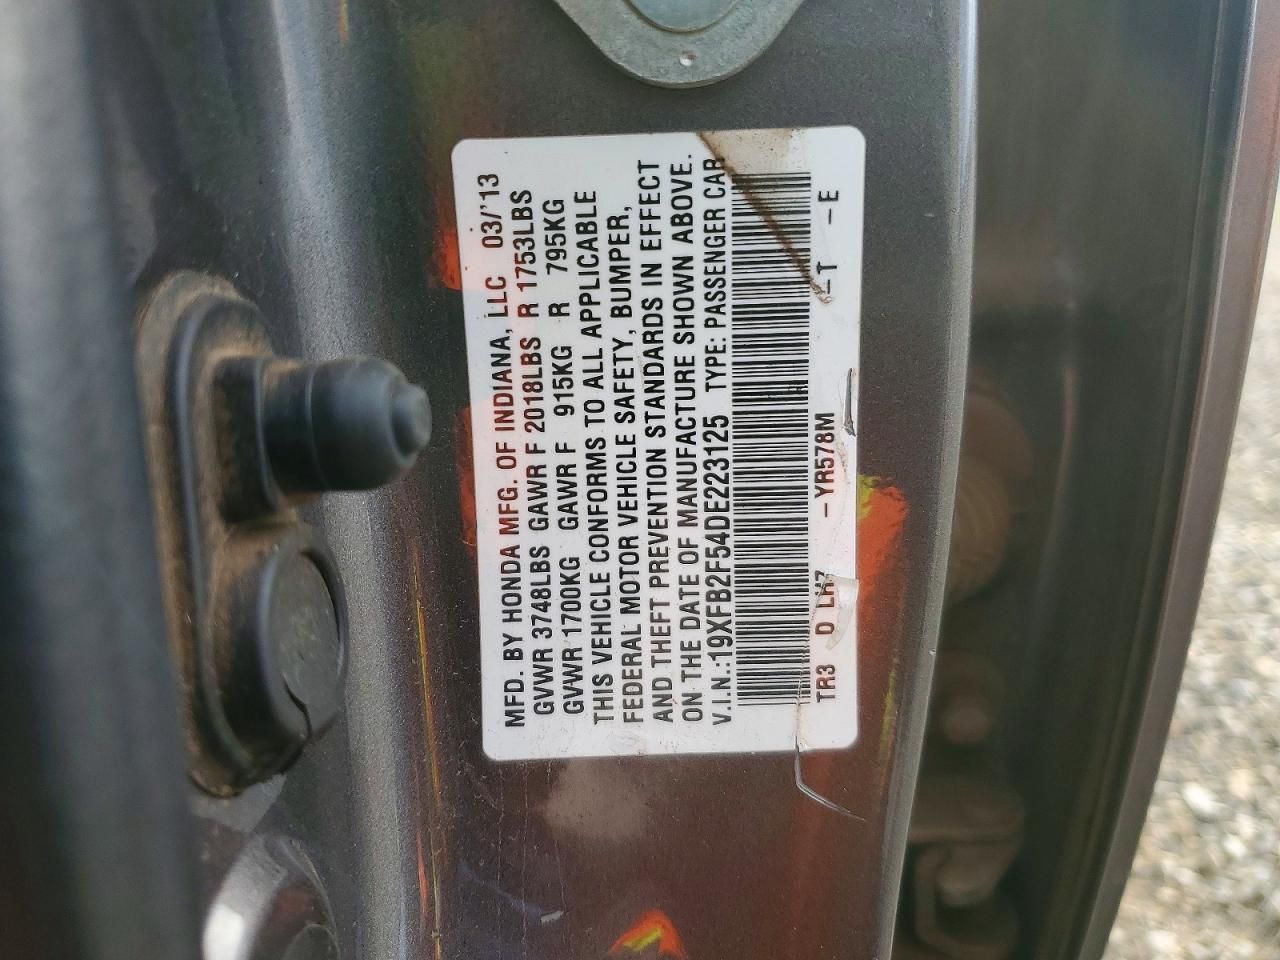 MFD. BY HONDA MFG. OF INDIANA, LLC 03/'13
GVWR 3748LBS GAWR F 2018LBS R 1753LBS
GVWR 1700KG GAWR F 915KG R 795KG
THIS VEHICLE CONFORMS TO ALL APPLICABLE
FEDERAL MOTOR VEHICLE SAFETY, BUMPER,
AND THEFT PREVENTION STANDARDS IN EFFECT
ON THE DATE OF MANUFACTURE SHOWN ABOVE.
V.I.N.:19XFB2F54DE223125 TYPE: PASSENGER CAR
TR3 D -YR578M -T -E